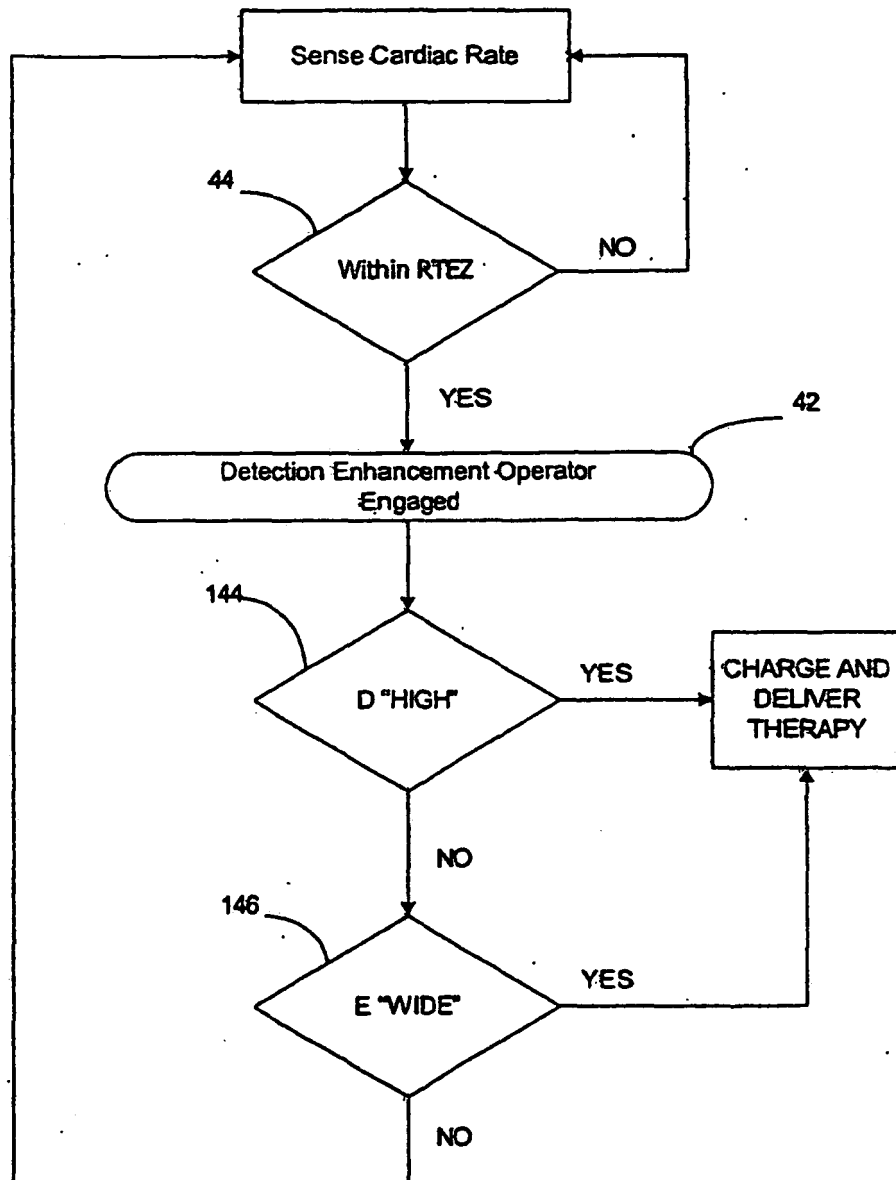 Sense Cardiac Rate
44
Within RTEZ
NO
YES
42
Detection Enhancement Operator
Engaged
144
D "HIGH"
YES
CHARGE AND
DELIVER
THERAPY
NO
146
E "WIDE"
YES
NO